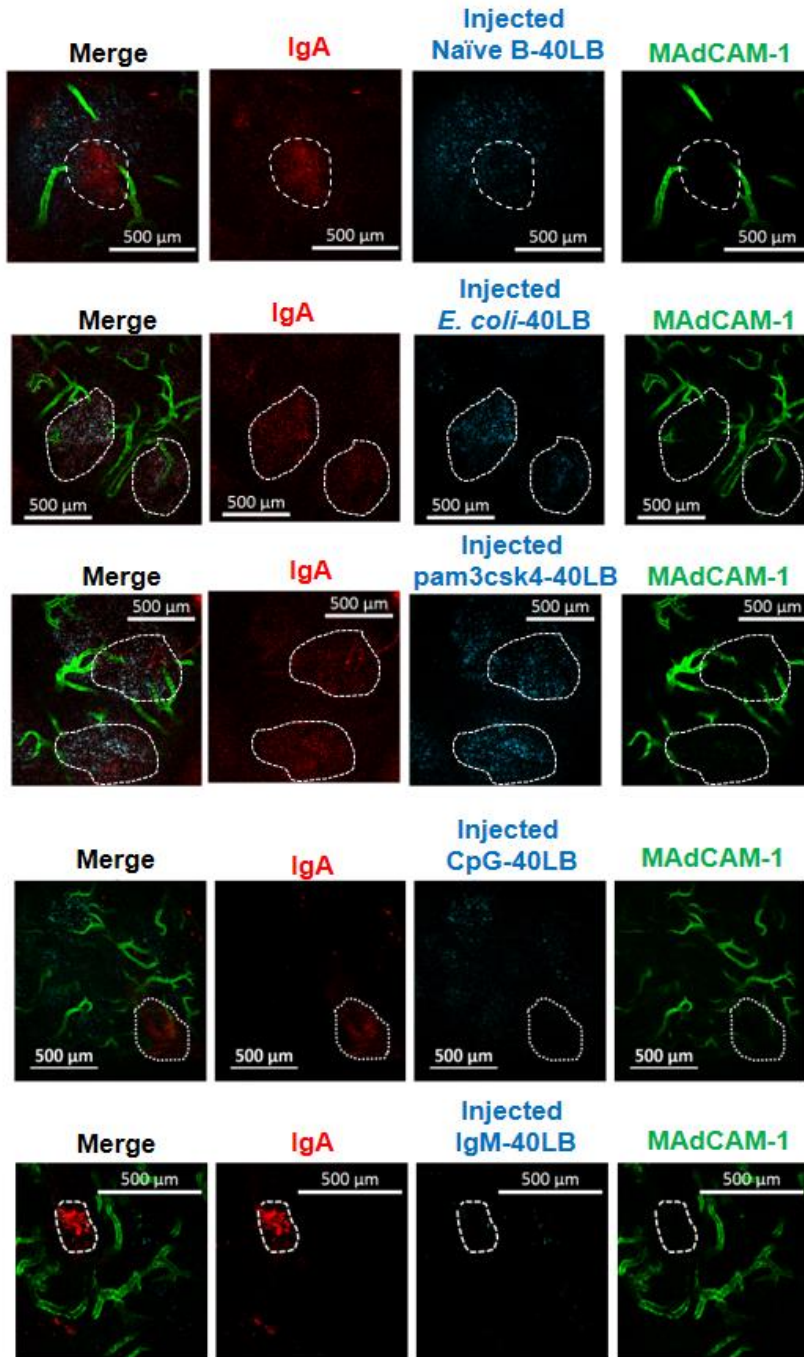 Merge IgA Injected Naïve B-40LB MAdCAM-1
500 µm 500 µm 500 µm 500 µm
Merge IgA Injected E. coli-40LB MAdCAM-1
500 µm 500 µm 500 µm 500 µm
Merge IgA Injected pam3csk4-40LB MAdCAM-1
500 µm 500 µm 500 µm 500 µm
Merge IgA Injected CpG-40LB MAdCAM-1
500 µm 500 µm 500 µm 500 µm
Merge IgA Injected IgM-40LB MAdCAM-1
500 µm 500 µm 500 µm 500 µm